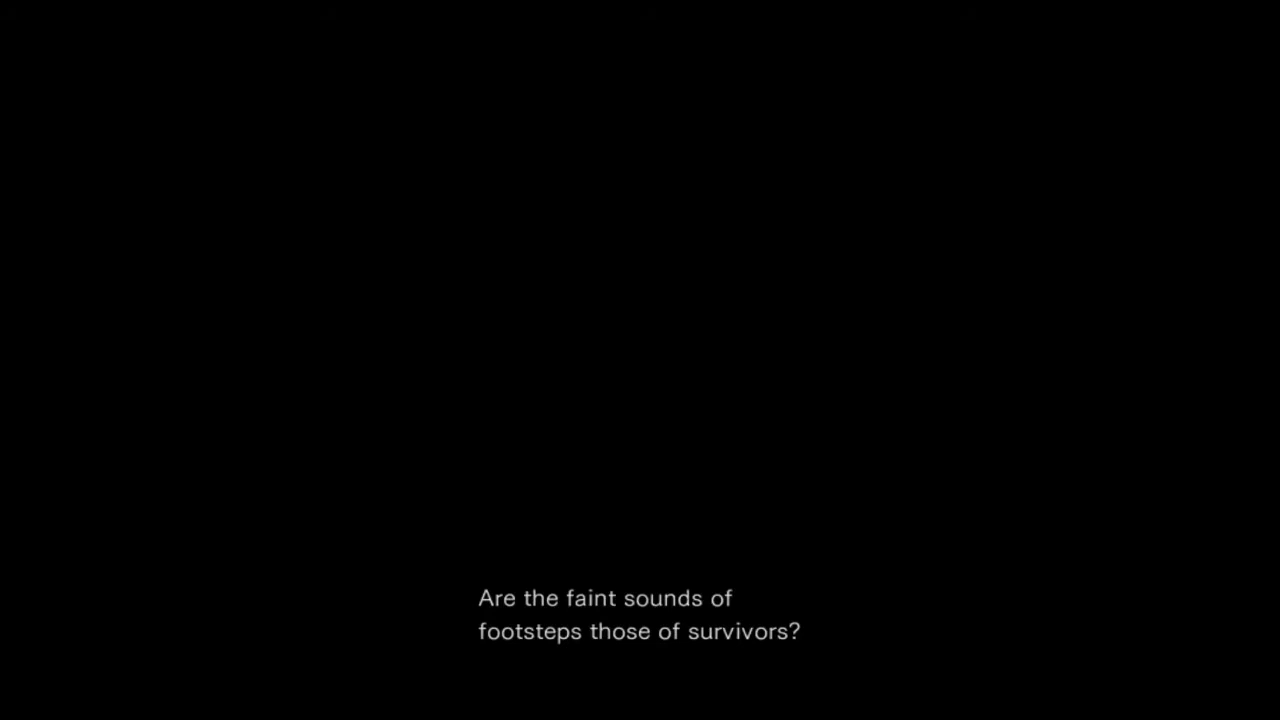 Are the faint sounds of
footsteps those of survivors?